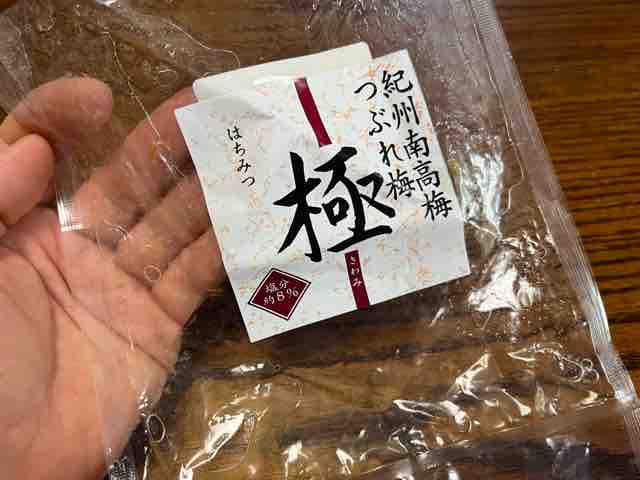 紀州南高梅
つぶれ梅
極
きわみ
はちみつ
塩分
約8%